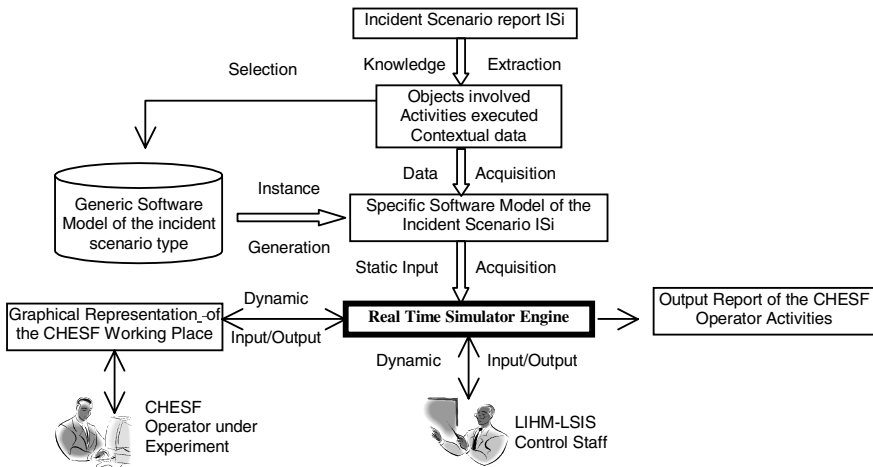 Incident Scenario report ISi
Knowledge Extraction
Selection
Objects involved
Activities executed
Contextual data
Data Acquisition
Instance
Generic Software
Model of the incident
scenario type
Specific Software Model of the
Incident Scenario ISi
Generation
Static Input Acquisition
Dynamic
Graphical Representation of
the CHESF Working Place
Input/Output
Real Time Simulator Engine
Output Report of the CHESF
Operator Activities
Dynamic Input/Output
CHESF
Operator under
Experiment
LIHM-LSIS
Control Staff